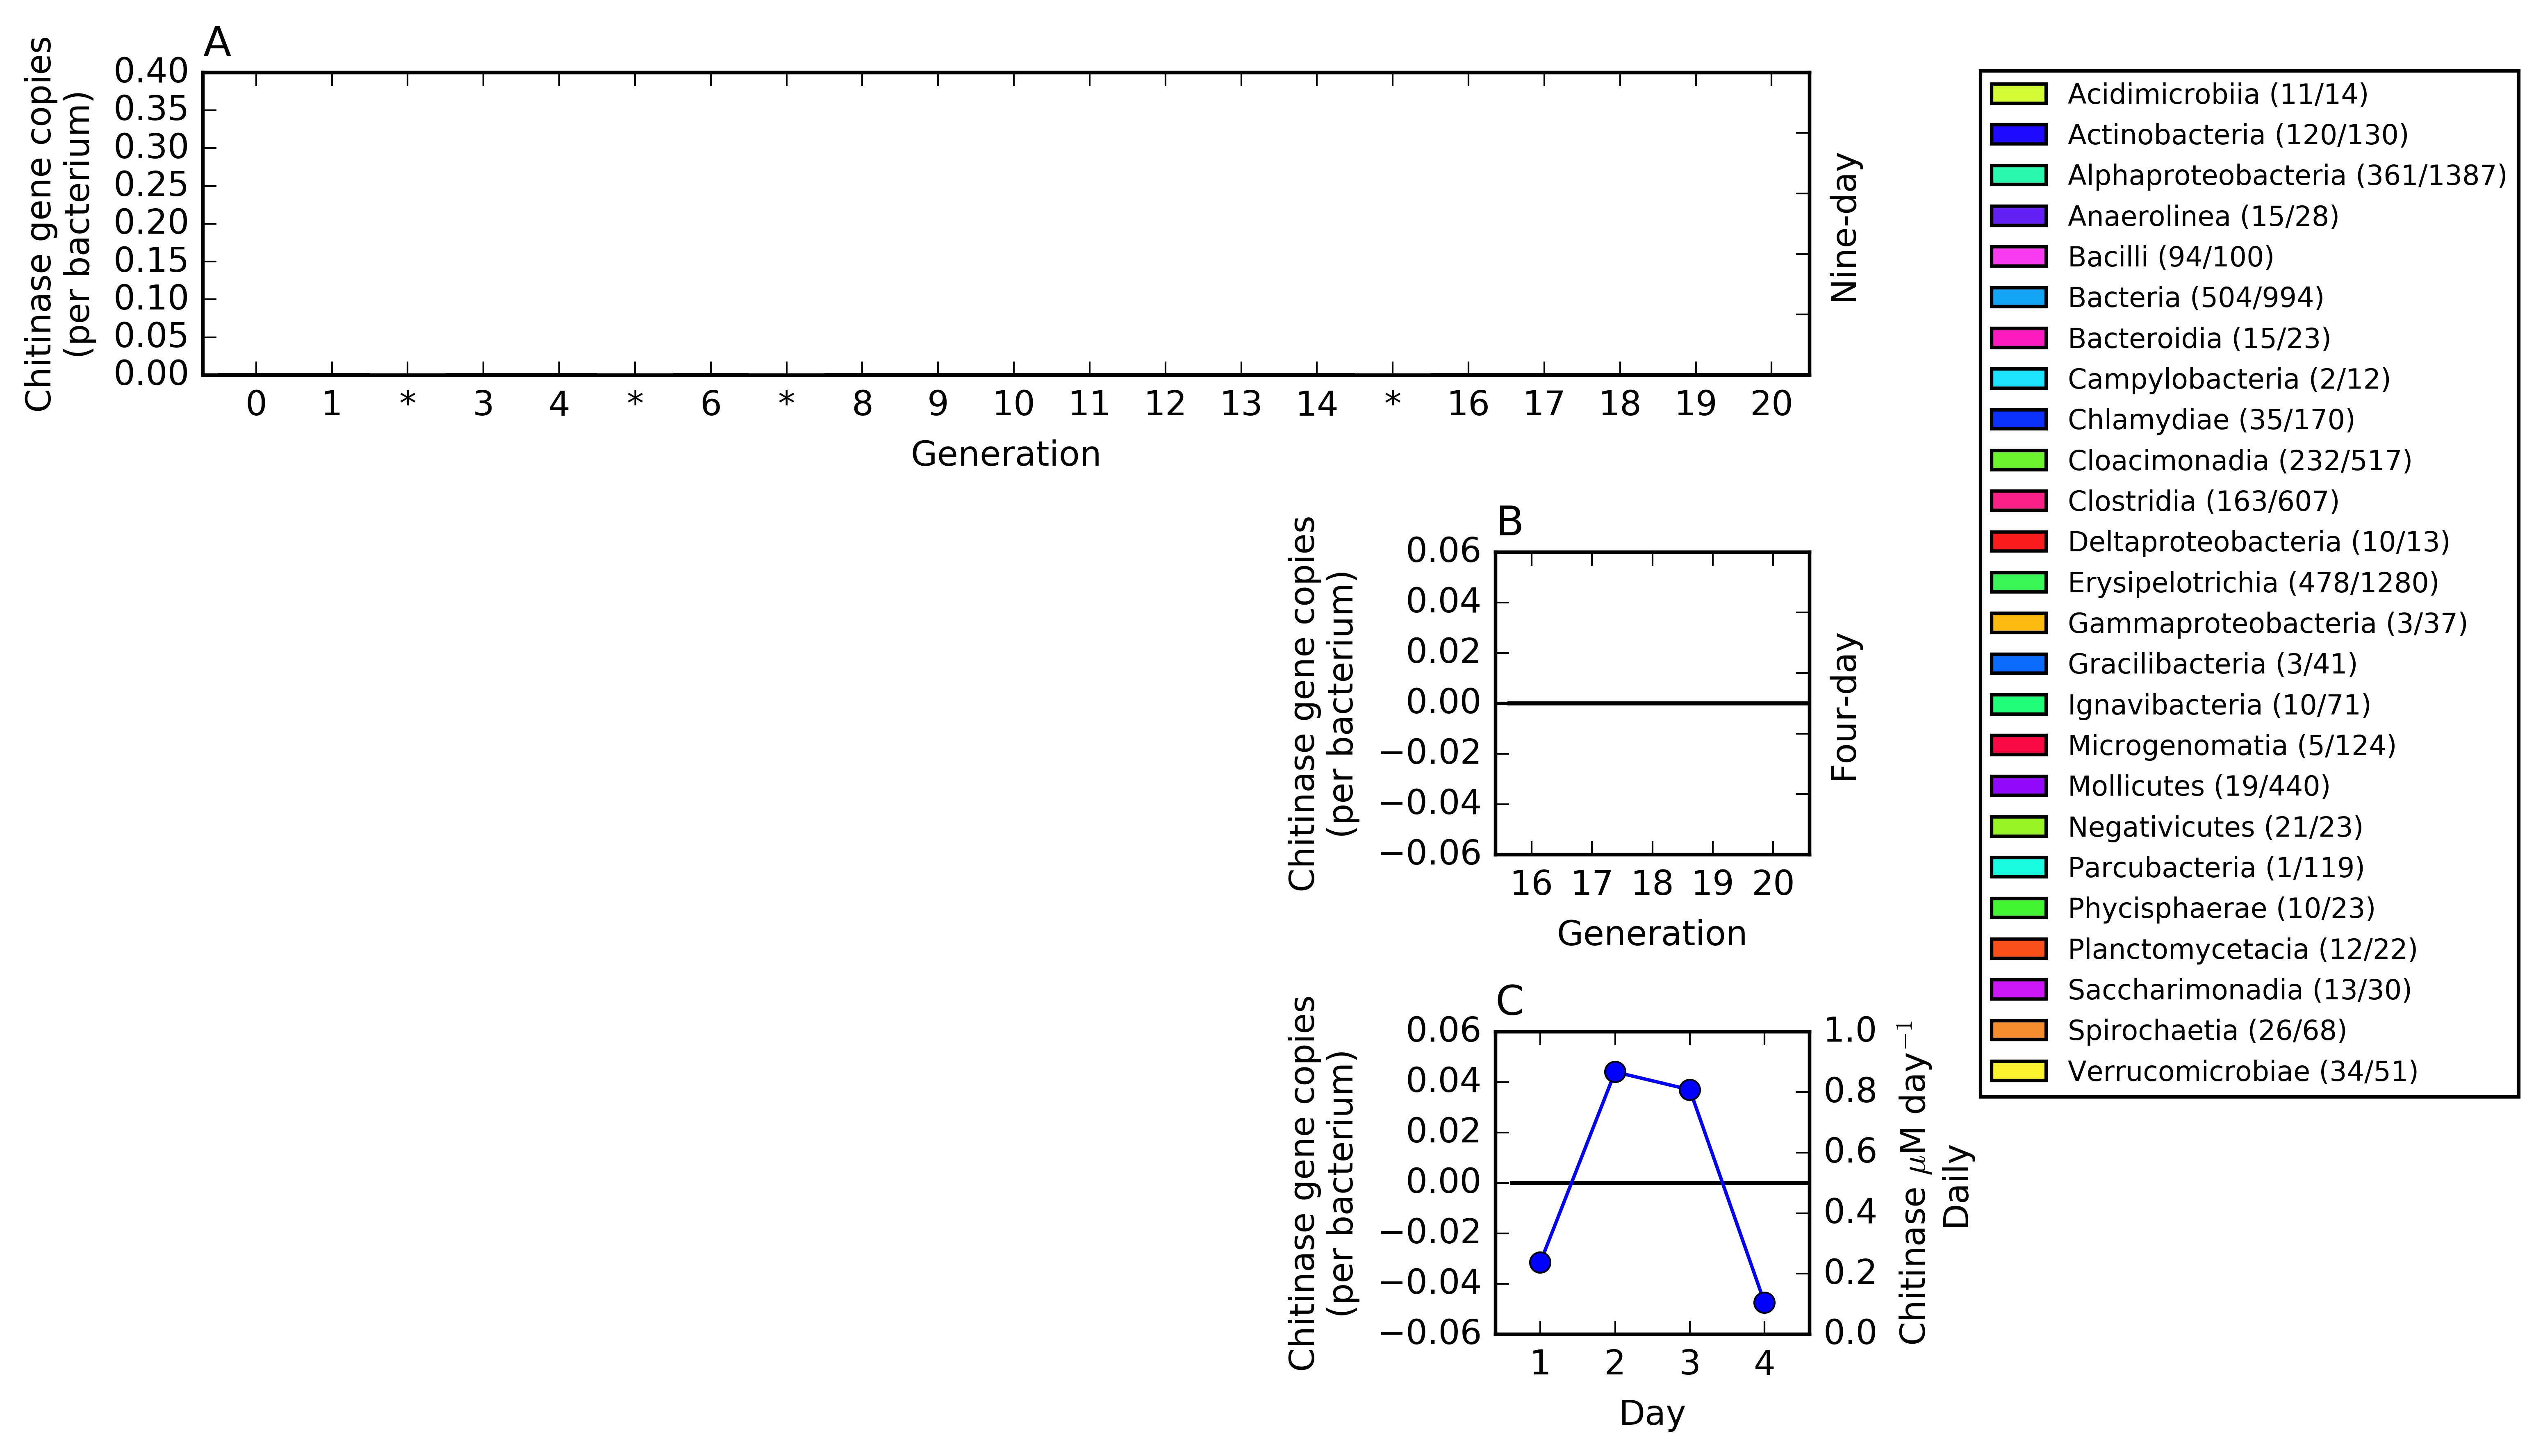 A
Chitinase gene copies
(per bacterium)
0.40
0.35
0.30
0.25
0.20
0.15
0.10
0.05
0.00
0 1 * 3 4 * 6 * 8 9 10 11 12 13 14 * 16 17 18 19 20
Generation
Nine-day
B
Chitinase gene copies
(per bacterium)
0.06
0.04
0.02
0.00
−0.02
−0.04
−0.06
16 17 18 19 20
Generation
Four-day
C
Chitinase gene copies
(per bacterium)
0.06
0.04
0.02
0.00
−0.02
−0.04
−0.06
1 2 3 4
Day
1.0
0.8
0.6
0.4
0.2
0.0
Chitinase μM day⁻¹
Daily
Acidimicrobiia (11/14)
Actinobacteria (120/130)
Alphaproteobacteria (361/1387)
Anaerolinea (15/28)
Bacilli (94/100)
Bacteria (504/994)
Bacteroidia (15/23)
Campylobacteria (2/12)
Chlamydiae (35/170)
Cloacimonadia (232/517)
Clostridia (163/607)
Deltaproteobacteria (10/13)
Erysipelotrichia (478/1280)
Gammaproteobacteria (3/37)
Gracilibacteria (3/41)
Ignavibacteria (10/71)
Microgenomatia (5/124)
Mollicutes (19/440)
Negativicutes (21/23)
Parcubacteria (1/119)
Phycisphaerae (10/23)
Planctomycetacia (12/22)
Saccharimonadia (13/30)
Spirochaetia (26/68)
Verrucomicrobiae (34/51)